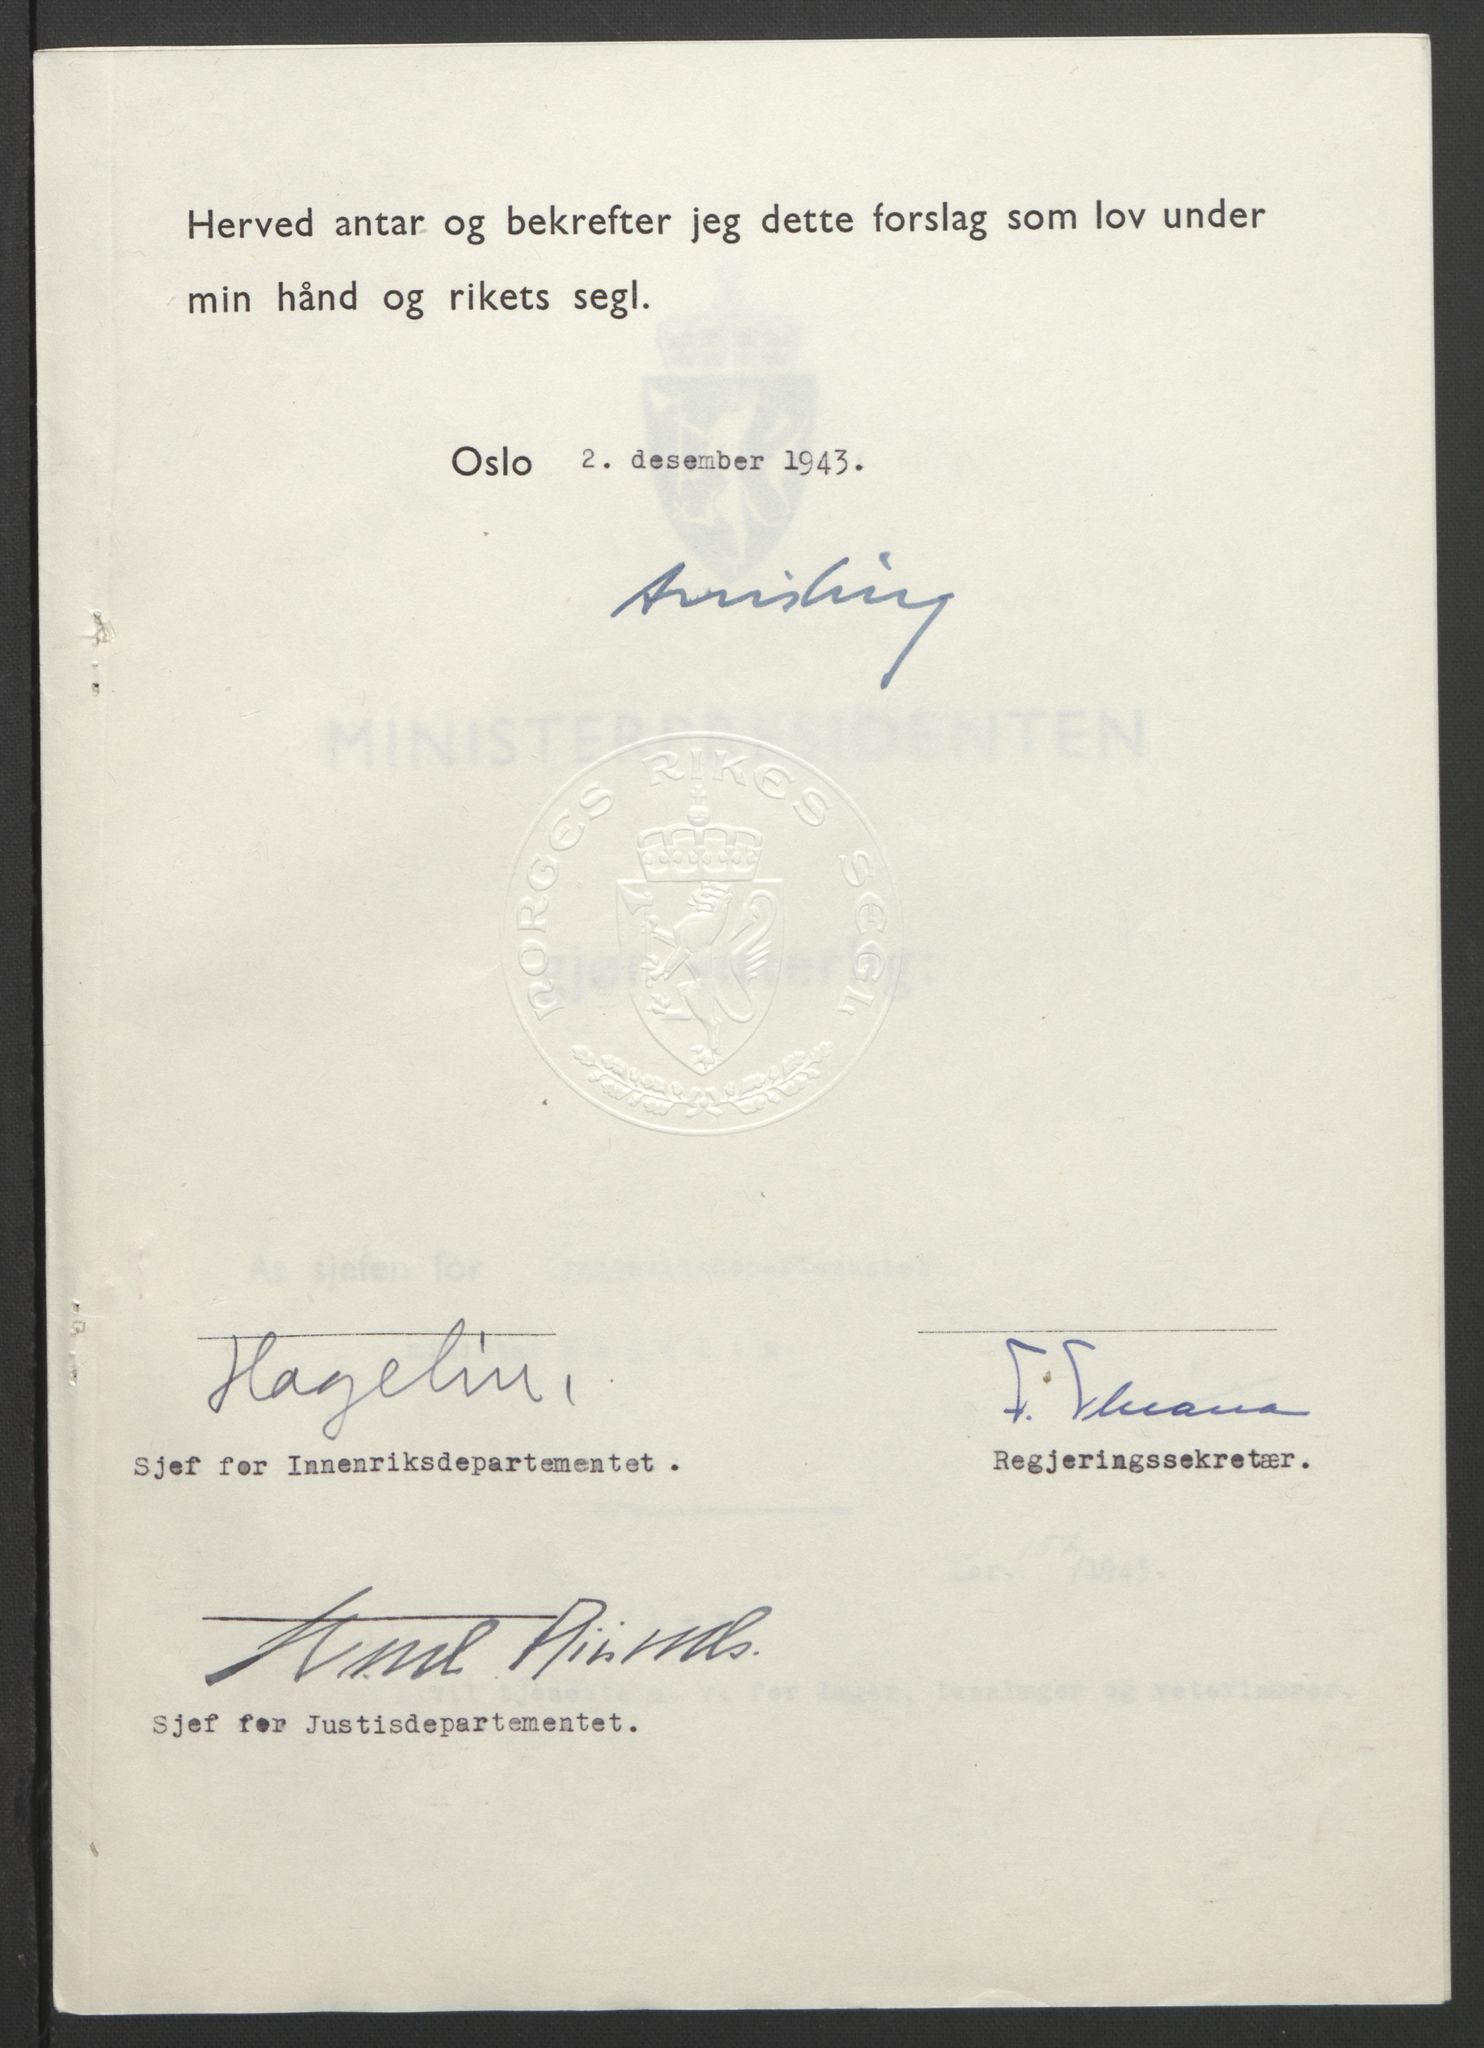 Herved antar og bekrefter jeg dette forslag som lov under
min hånd og rikets segl.
Oslo 2. desember 1943.
Quisling
MINISTERPRESIDENTEN
NORGES RIKES SEGL
Hagelin.
Sjef for Innenriksdepartementet.
Regjeringssekretær.
Sjef for Justisdepartementet.